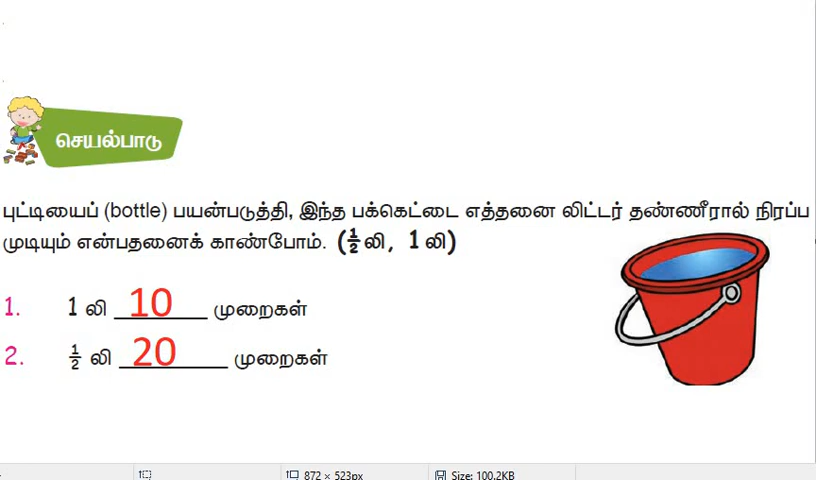 செயல்பாடு
புட்டியைப் (bottle) பயன்படுத்தி, இந்த பக்கெட்டை எத்தனை லிட்டர் தண்ணீரால் நிரப்ப
முடியும் என்பதனைக் காண்போம். (½ லி, 1 லி)
1. 1 லி 10 முறைகள்
2. ½ லி 20 முறைகள்
872 × 523px Size: 100.2KB